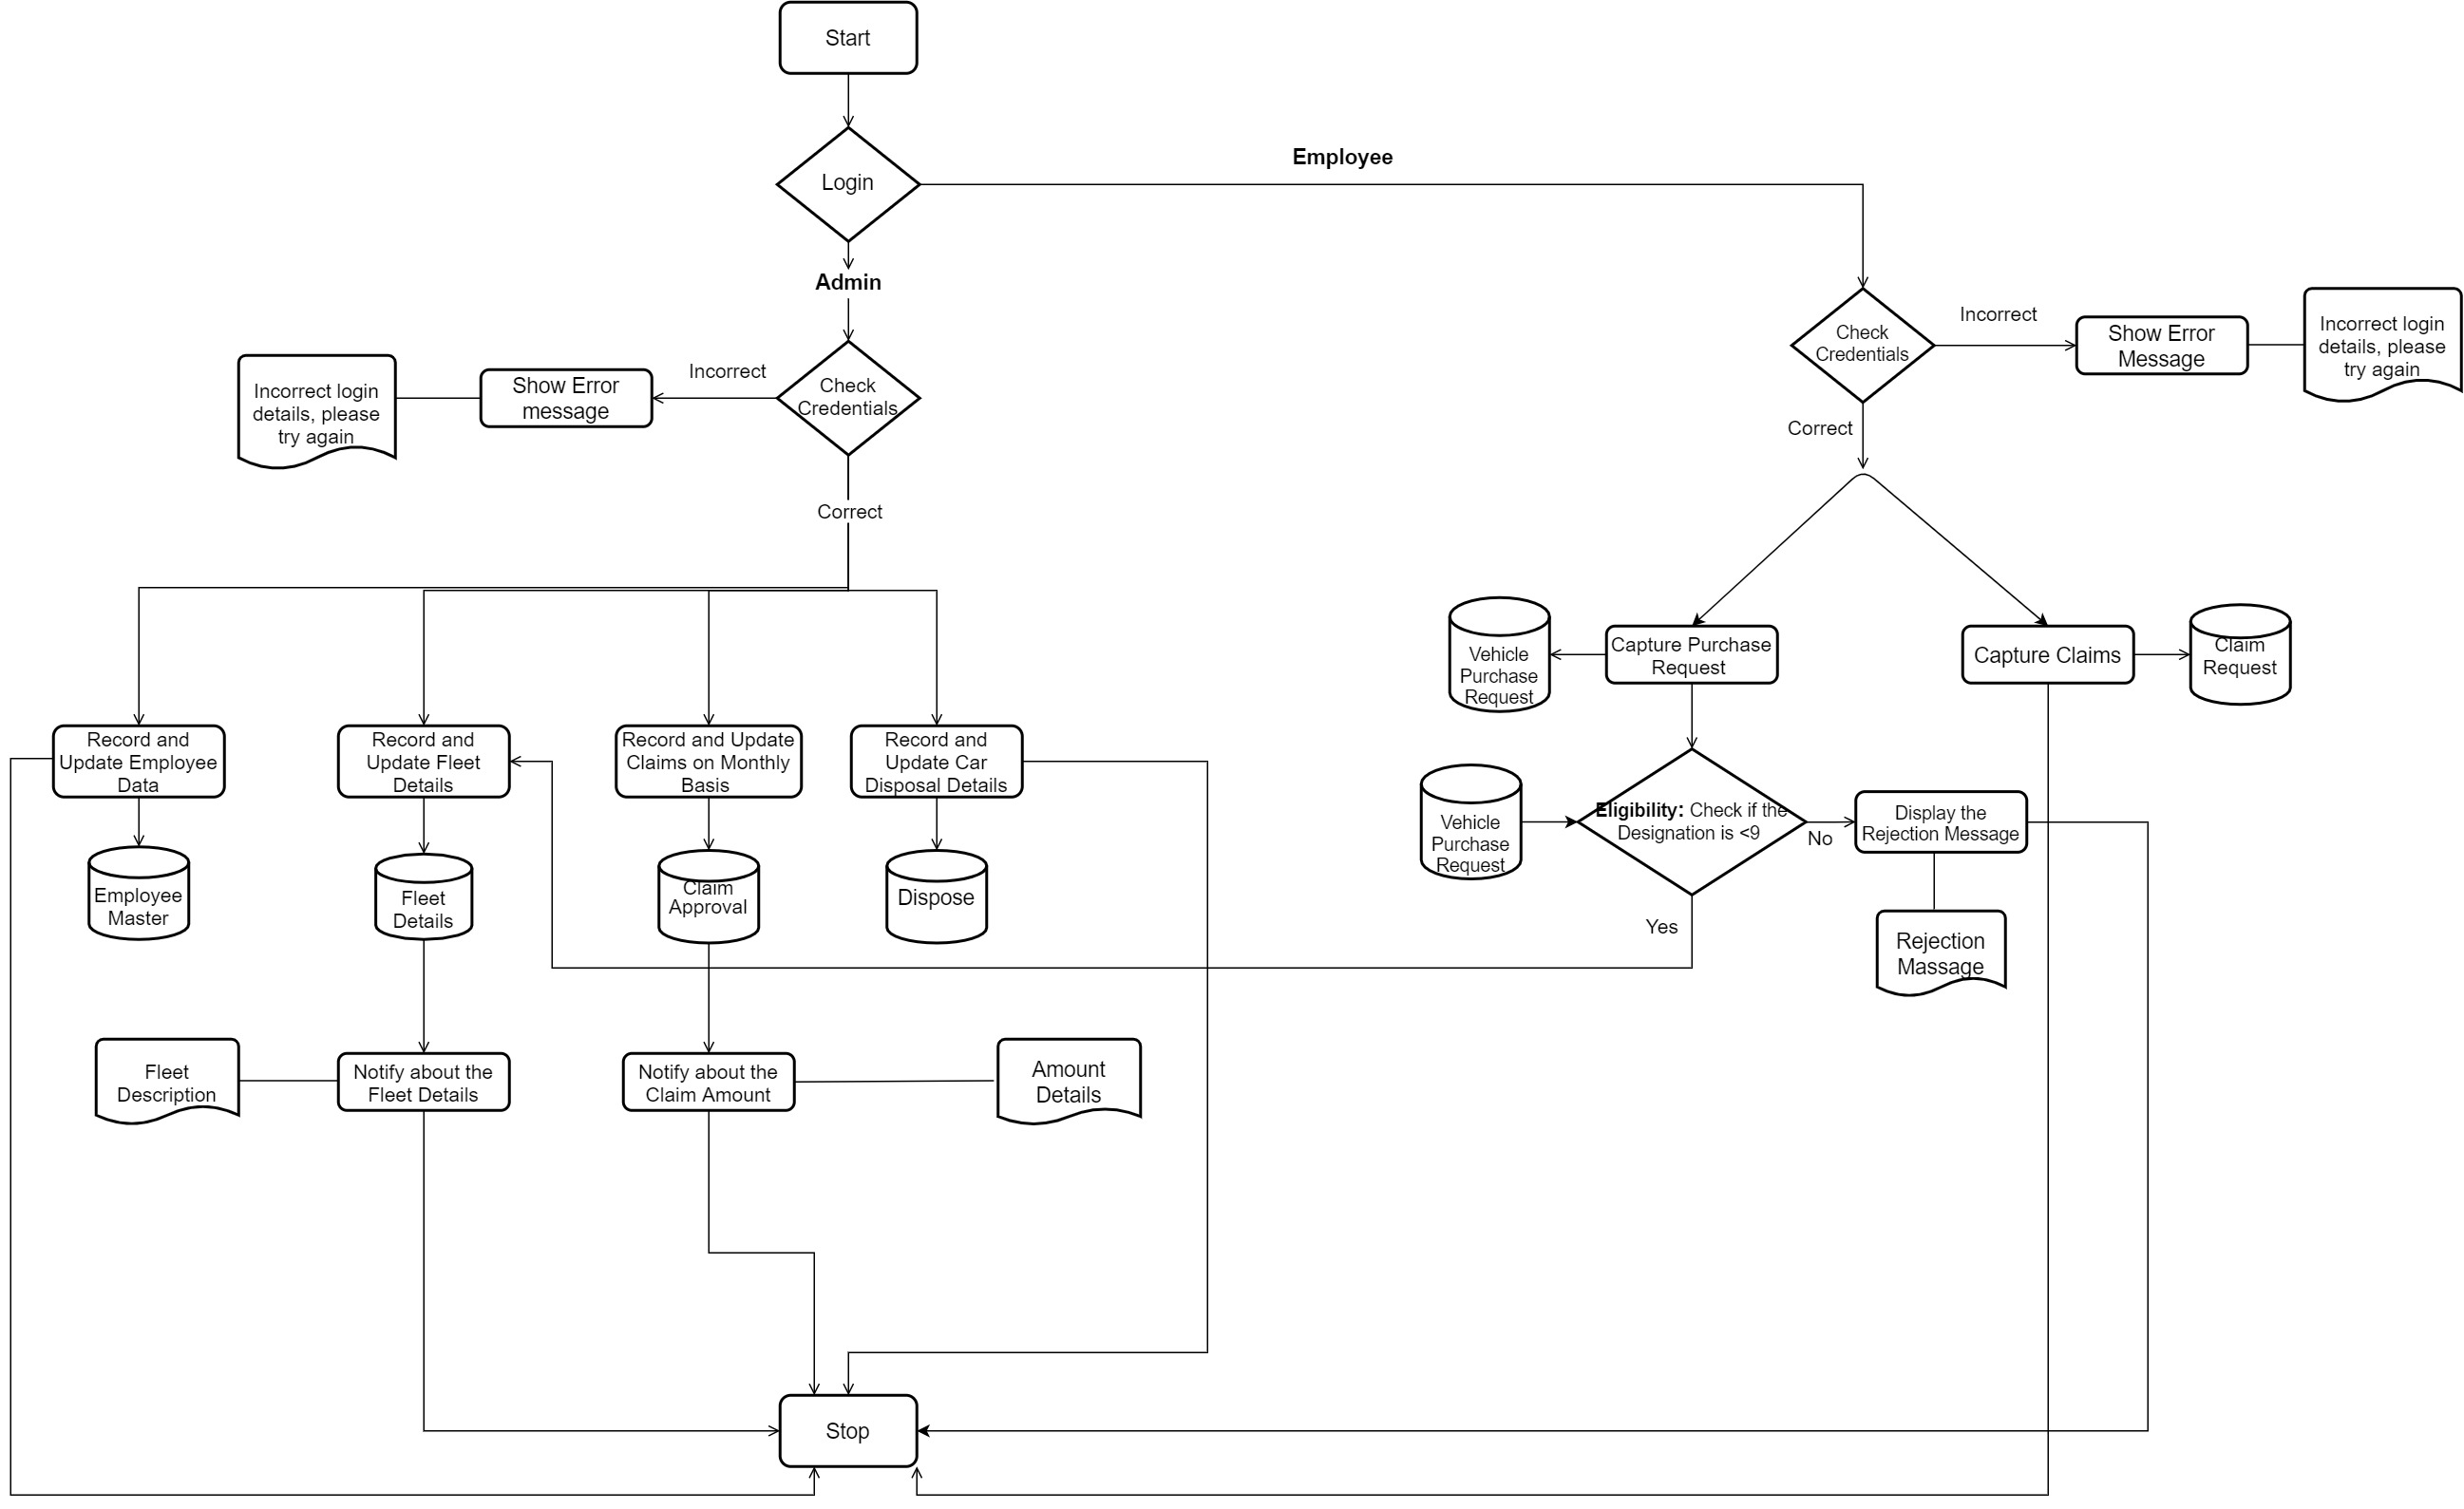 Start
Login
Employee
Admin
Check
Credentials
Incorrect
Show Error
message
Incorrect login
details, please
try again
Correct
Check
Credentials
Incorrect
Show Error
Message
Incorrect login
details, please
try again
Correct
Vehicle
Purchase
Request
Capture Purchase
Request
Capture Claims
Claim
Request
Record and
Update Employee
Data
Record and
Update Fleet
Details
Record and Update
Claims on Monthly
Basis
Record and
Update Car
Disposal Details
Vehicle
Purchase
Request
Eligibility: Check if the
Designation is <9
No
Display the
Rejection Message
Yes
Rejection
Massage
Employee
Master
Fleet
Details
Claim
Approval
Dispose
Fleet
Description
Notify about the
Fleet Details
Notify about the
Claim Amount
Amount
Details
Stop